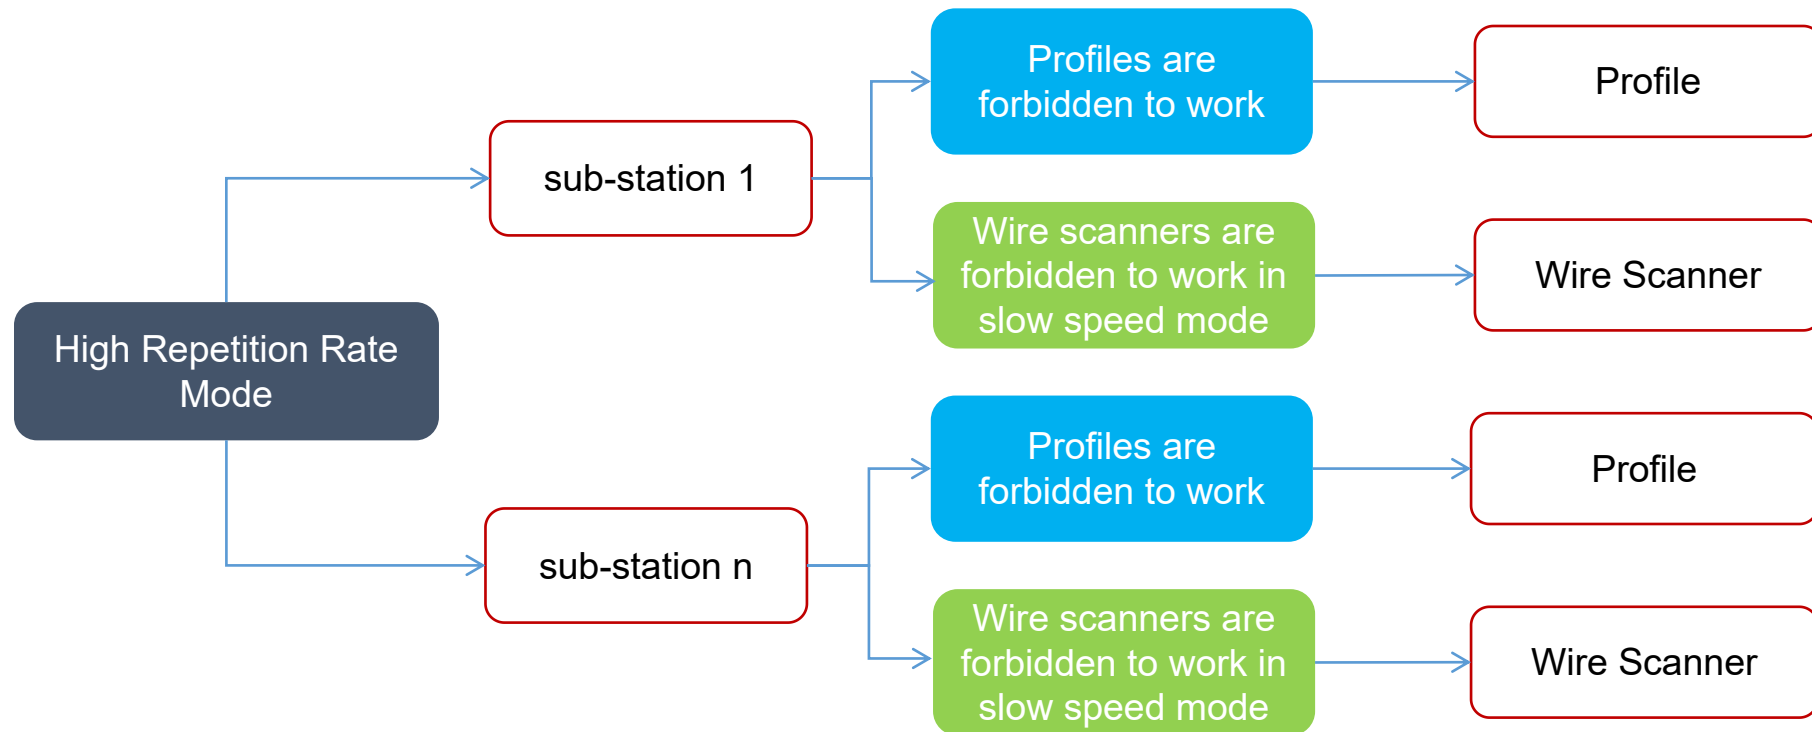 High Repetition Rate
Mode
sub-station 1
Profiles are
forbidden to work
Profile
Wire scanners are
forbidden to work in
slow speed mode
Wire Scanner
sub-station n
Profiles are
forbidden to work
Profile
Wire scanners are
forbidden to work in
slow speed mode
Wire Scanner